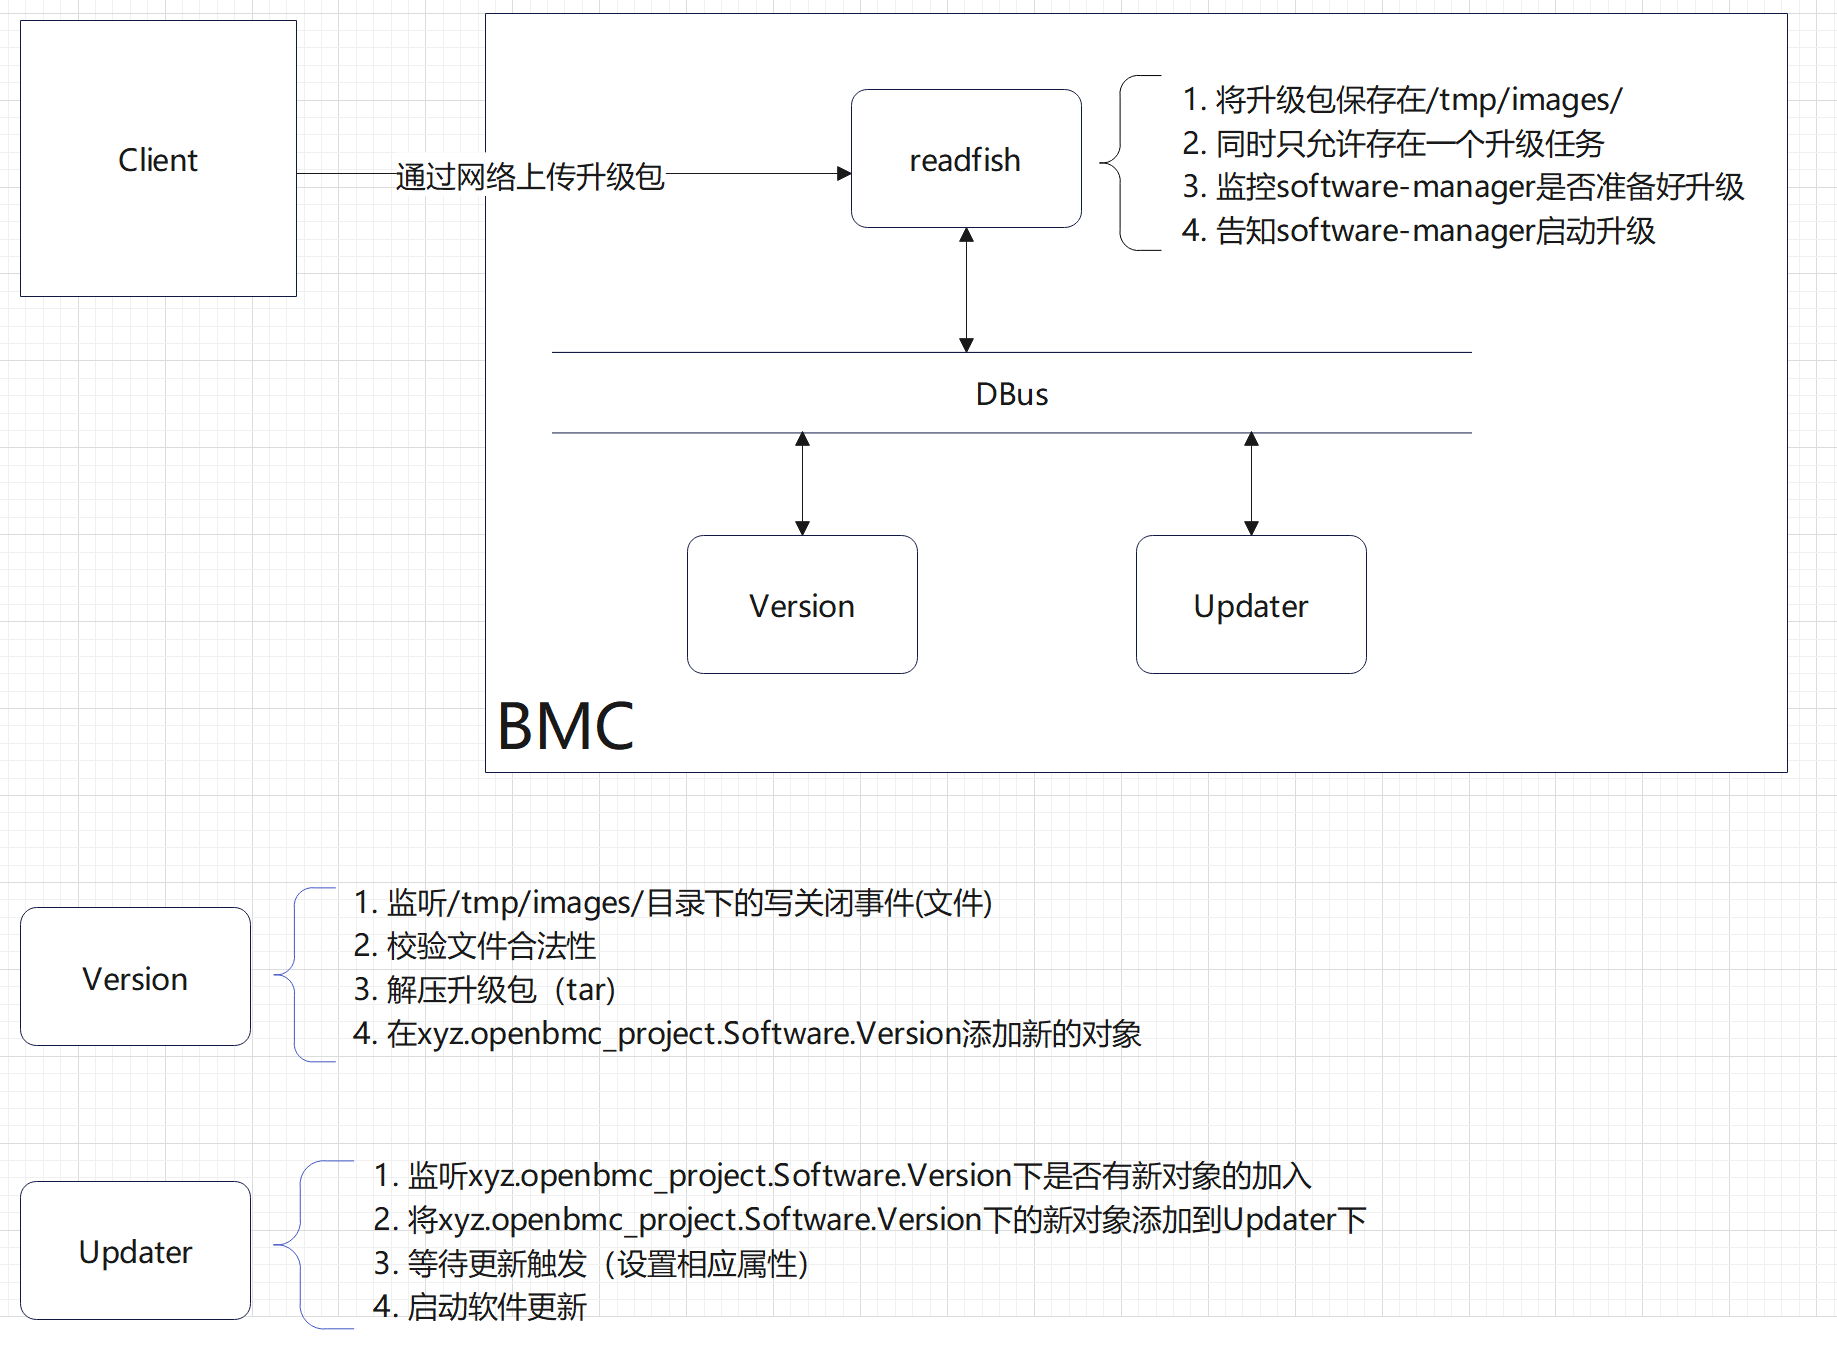 Client
通过网络上传升级包
readfish
1. 将升级包保存在/tmp/images/
2. 同时只允许存在一个升级任务
3. 监控software-manager是否准备好升级
4. 告知software-manager启动升级
DBus
Version
Updater
BMC
Version
1. 监听/tmp/images/目录下的写关闭事件(文件)
2. 校验文件合法性
3. 解压升级包（tar)
4. 在xyz.openbmc_project.Software.Version添加新的对象
Updater
1. 监听xyz.openbmc_project.Software.Version下是否有新对象的加入
2. 将xyz.openbmc_project.Software.Version下的新对象添加到Updater下
3. 等待更新触发（设置相应属性）
4. 启动软件更新